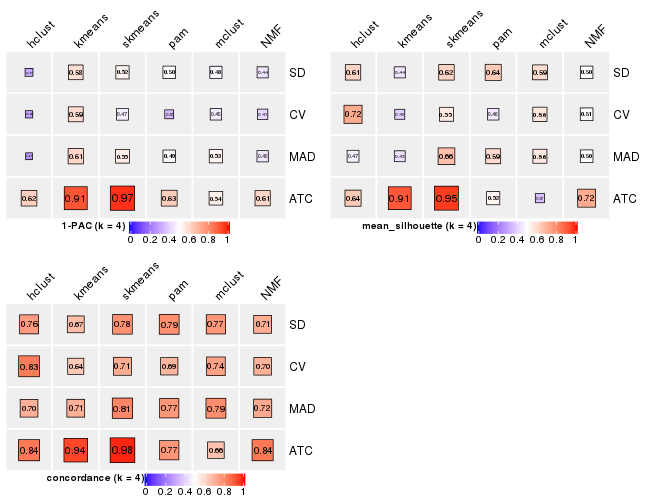 hclust kmeans skmeans pam mclust NMF
0.58 0.52 0.50 0.48 0.44 SD
0.59 0.47 CV
0.61 0.55 0.49 0.53 0.45 MAD
0.62 0.91 0.97 0.63 0.54 0.61 ATC
1-PAC (k = 4)
0 0.2 0.4 0.6 0.8 1
hclust kmeans skmeans pam mclust NMF
0.61 0.44 0.62 0.64 0.59 0.50 SD
0.72 0.55 0.56 0.51 CV
0.47 0.66 0.59 0.56 0.50 MAD
0.64 0.91 0.95 0.52 0.72 ATC
mean_silhouette (k = 4)
0 0.2 0.4 0.6 0.8 1
hclust kmeans skmeans pam mclust NMF
0.76 0.67 0.78 0.79 0.77 0.71 SD
0.83 0.64 0.71 0.69 0.74 0.70 CV
0.70 0.71 0.81 0.77 0.79 0.72 MAD
0.84 0.94 0.98 0.77 0.66 0.84 ATC
concordance (k = 4)
0 0.2 0.4 0.6 0.8 1